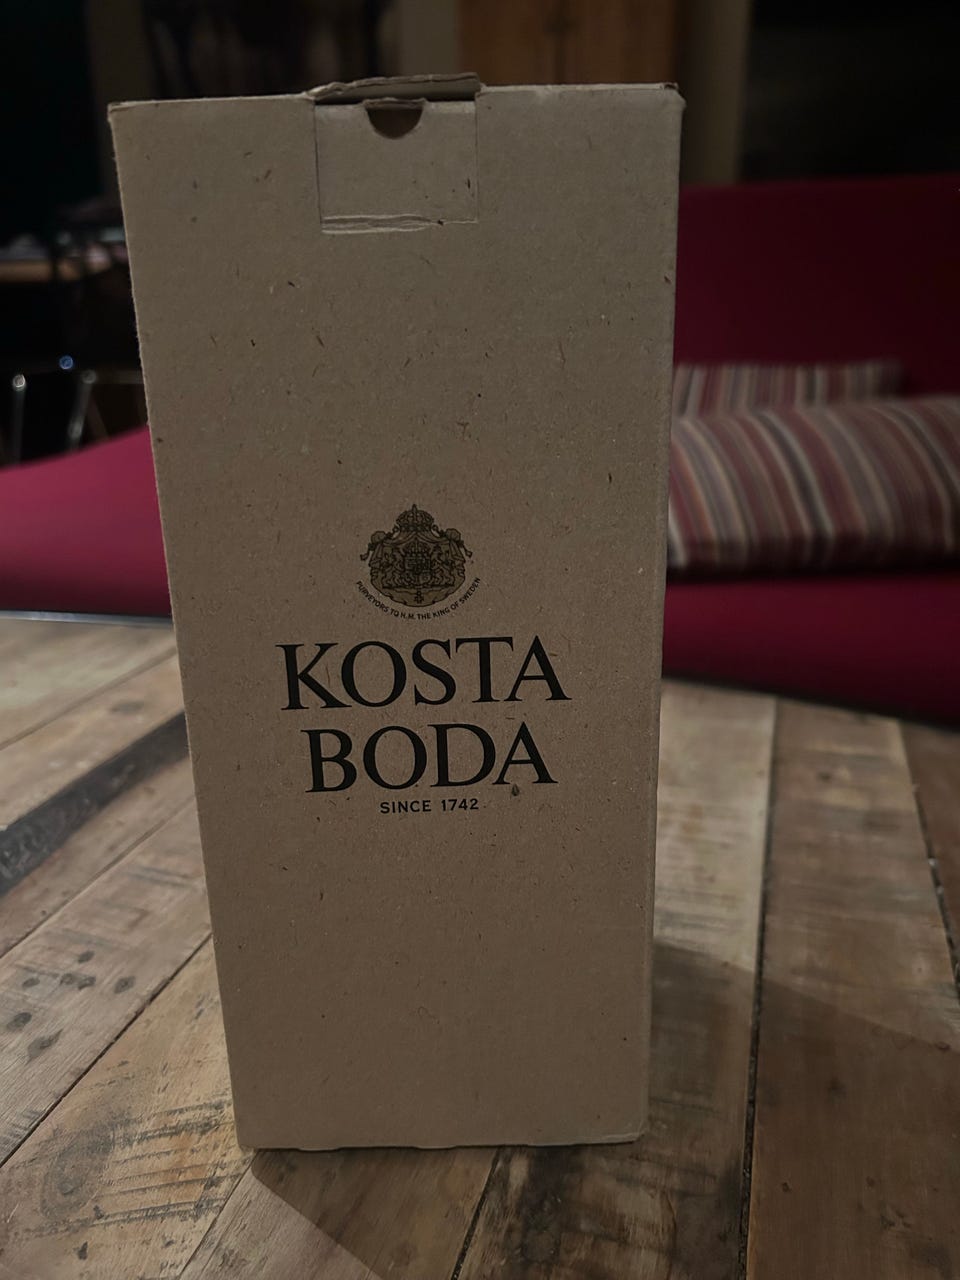 PURVEYORS TO H.M. THE KING OF SWEDEN
KOSTA
BODA
SINCE 1742